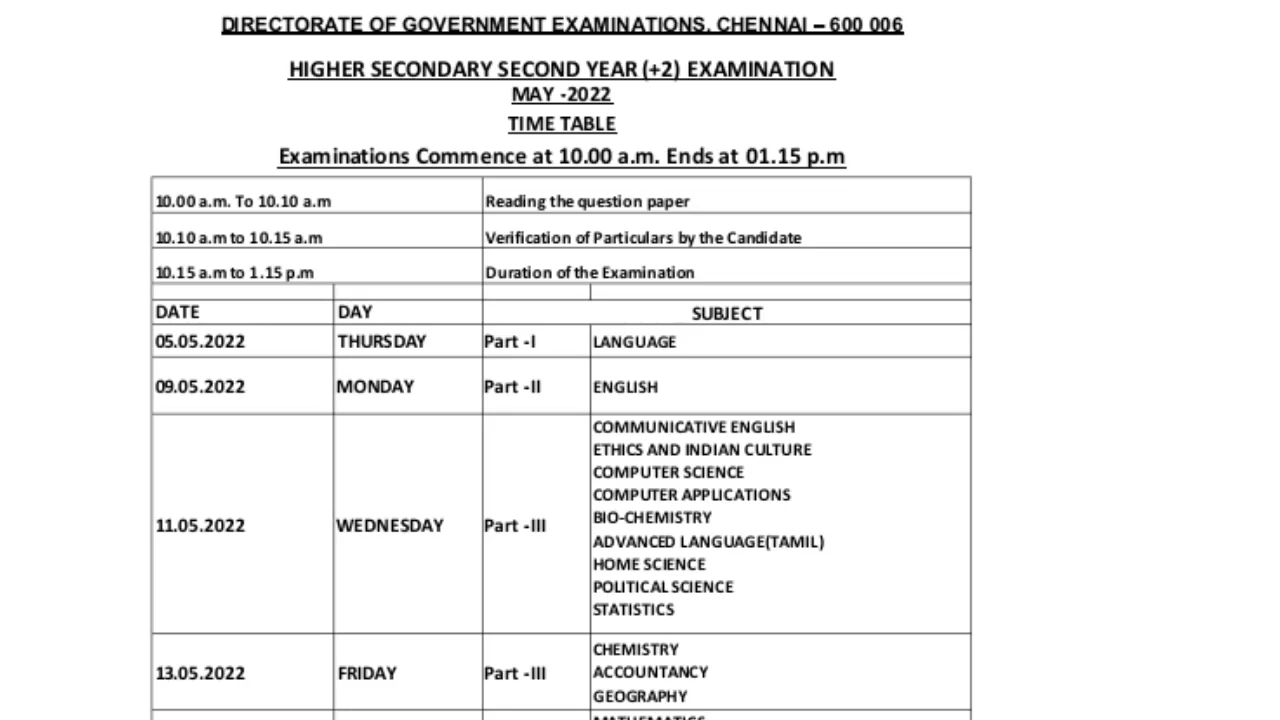 DIRECTORATE OF GOVERNMENT EXAMINATIONS, CHENNAI – 600 006
HIGHER SECONDARY SECOND YEAR (+2) EXAMINATION
MAY -2022
TIME TABLE
Examinations Commence at 10.00 a.m. Ends at 01.15 p.m
10.00 a.m. To 10.10 a.m Reading the question paper
10.10 a.m to 10.15 a.m Verification of Particulars by the Candidate
10.15 a.m to 1.15 p.m Duration of the Examination
DATE DAY SUBJECT
05.05.2022 THURSDAY Part -I LANGUAGE
09.05.2022 MONDAY Part -II ENGLISH
11.05.2022 WEDNESDAY Part -III
COMMUNICATIVE ENGLISH
ETHICS AND INDIAN CULTURE
COMPUTER SCIENCE
COMPUTER APPLICATIONS
BIO-CHEMISTRY
ADVANCED LANGUAGE(TAMIL)
HOME SCIENCE
POLITICAL SCIENCE
STATISTICS
13.05.2022 FRIDAY Part -III
CHEMISTRY
ACCOUNTANCY
GEOGRAPHY
MATHEMATICS